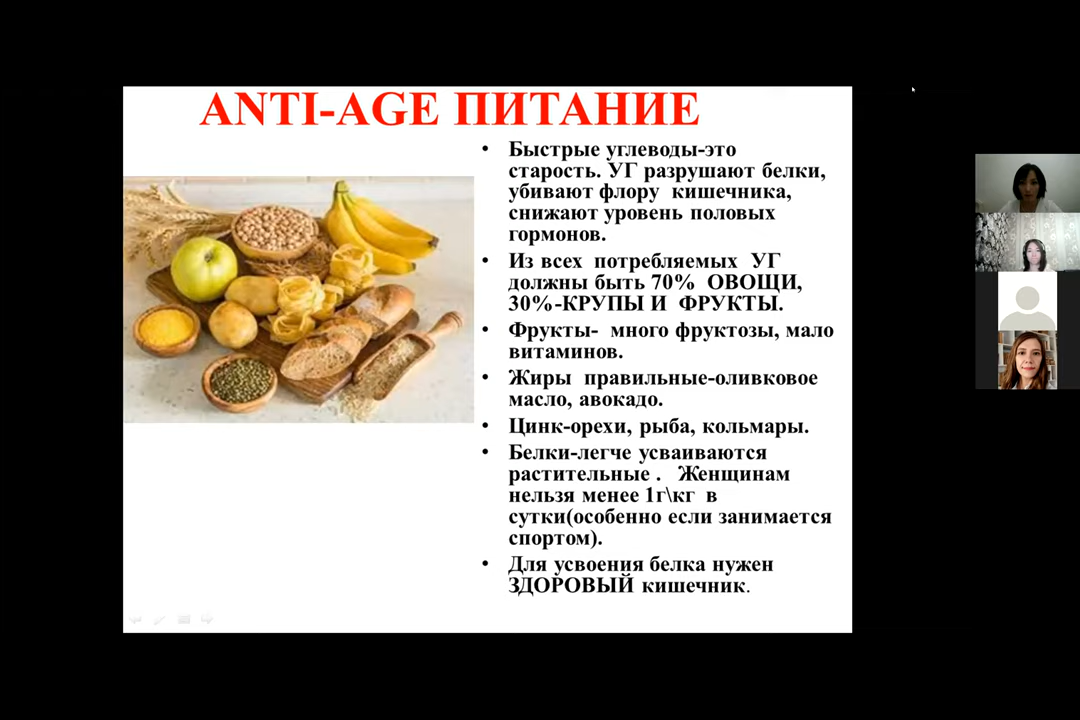 ANTI-AGE ПИТАНИЕ
• Быстрые углеводы-это
старость. УГ разрушают белки,
убивают флору кишечника,
снижают уровень половых
гормонов.
• Из всех потребляемых УГ
должны быть 70% ОВОЩИ,
30%-КРУПЫ И ФРУКТЫ.
• Фрукты- много фруктозы, мало
витаминов.
• Жиры правильные-оливковое
масло, авокадо.
• Цинк-орехи, рыба, кольмары.
• Белки-легче усваиваются
растительные . Женщинам
нельзя менее 1г\кг в
сутки(особенно если занимается
спортом).
• Для усвоения белка нужен
ЗДОРОВЫЙ кишечник.